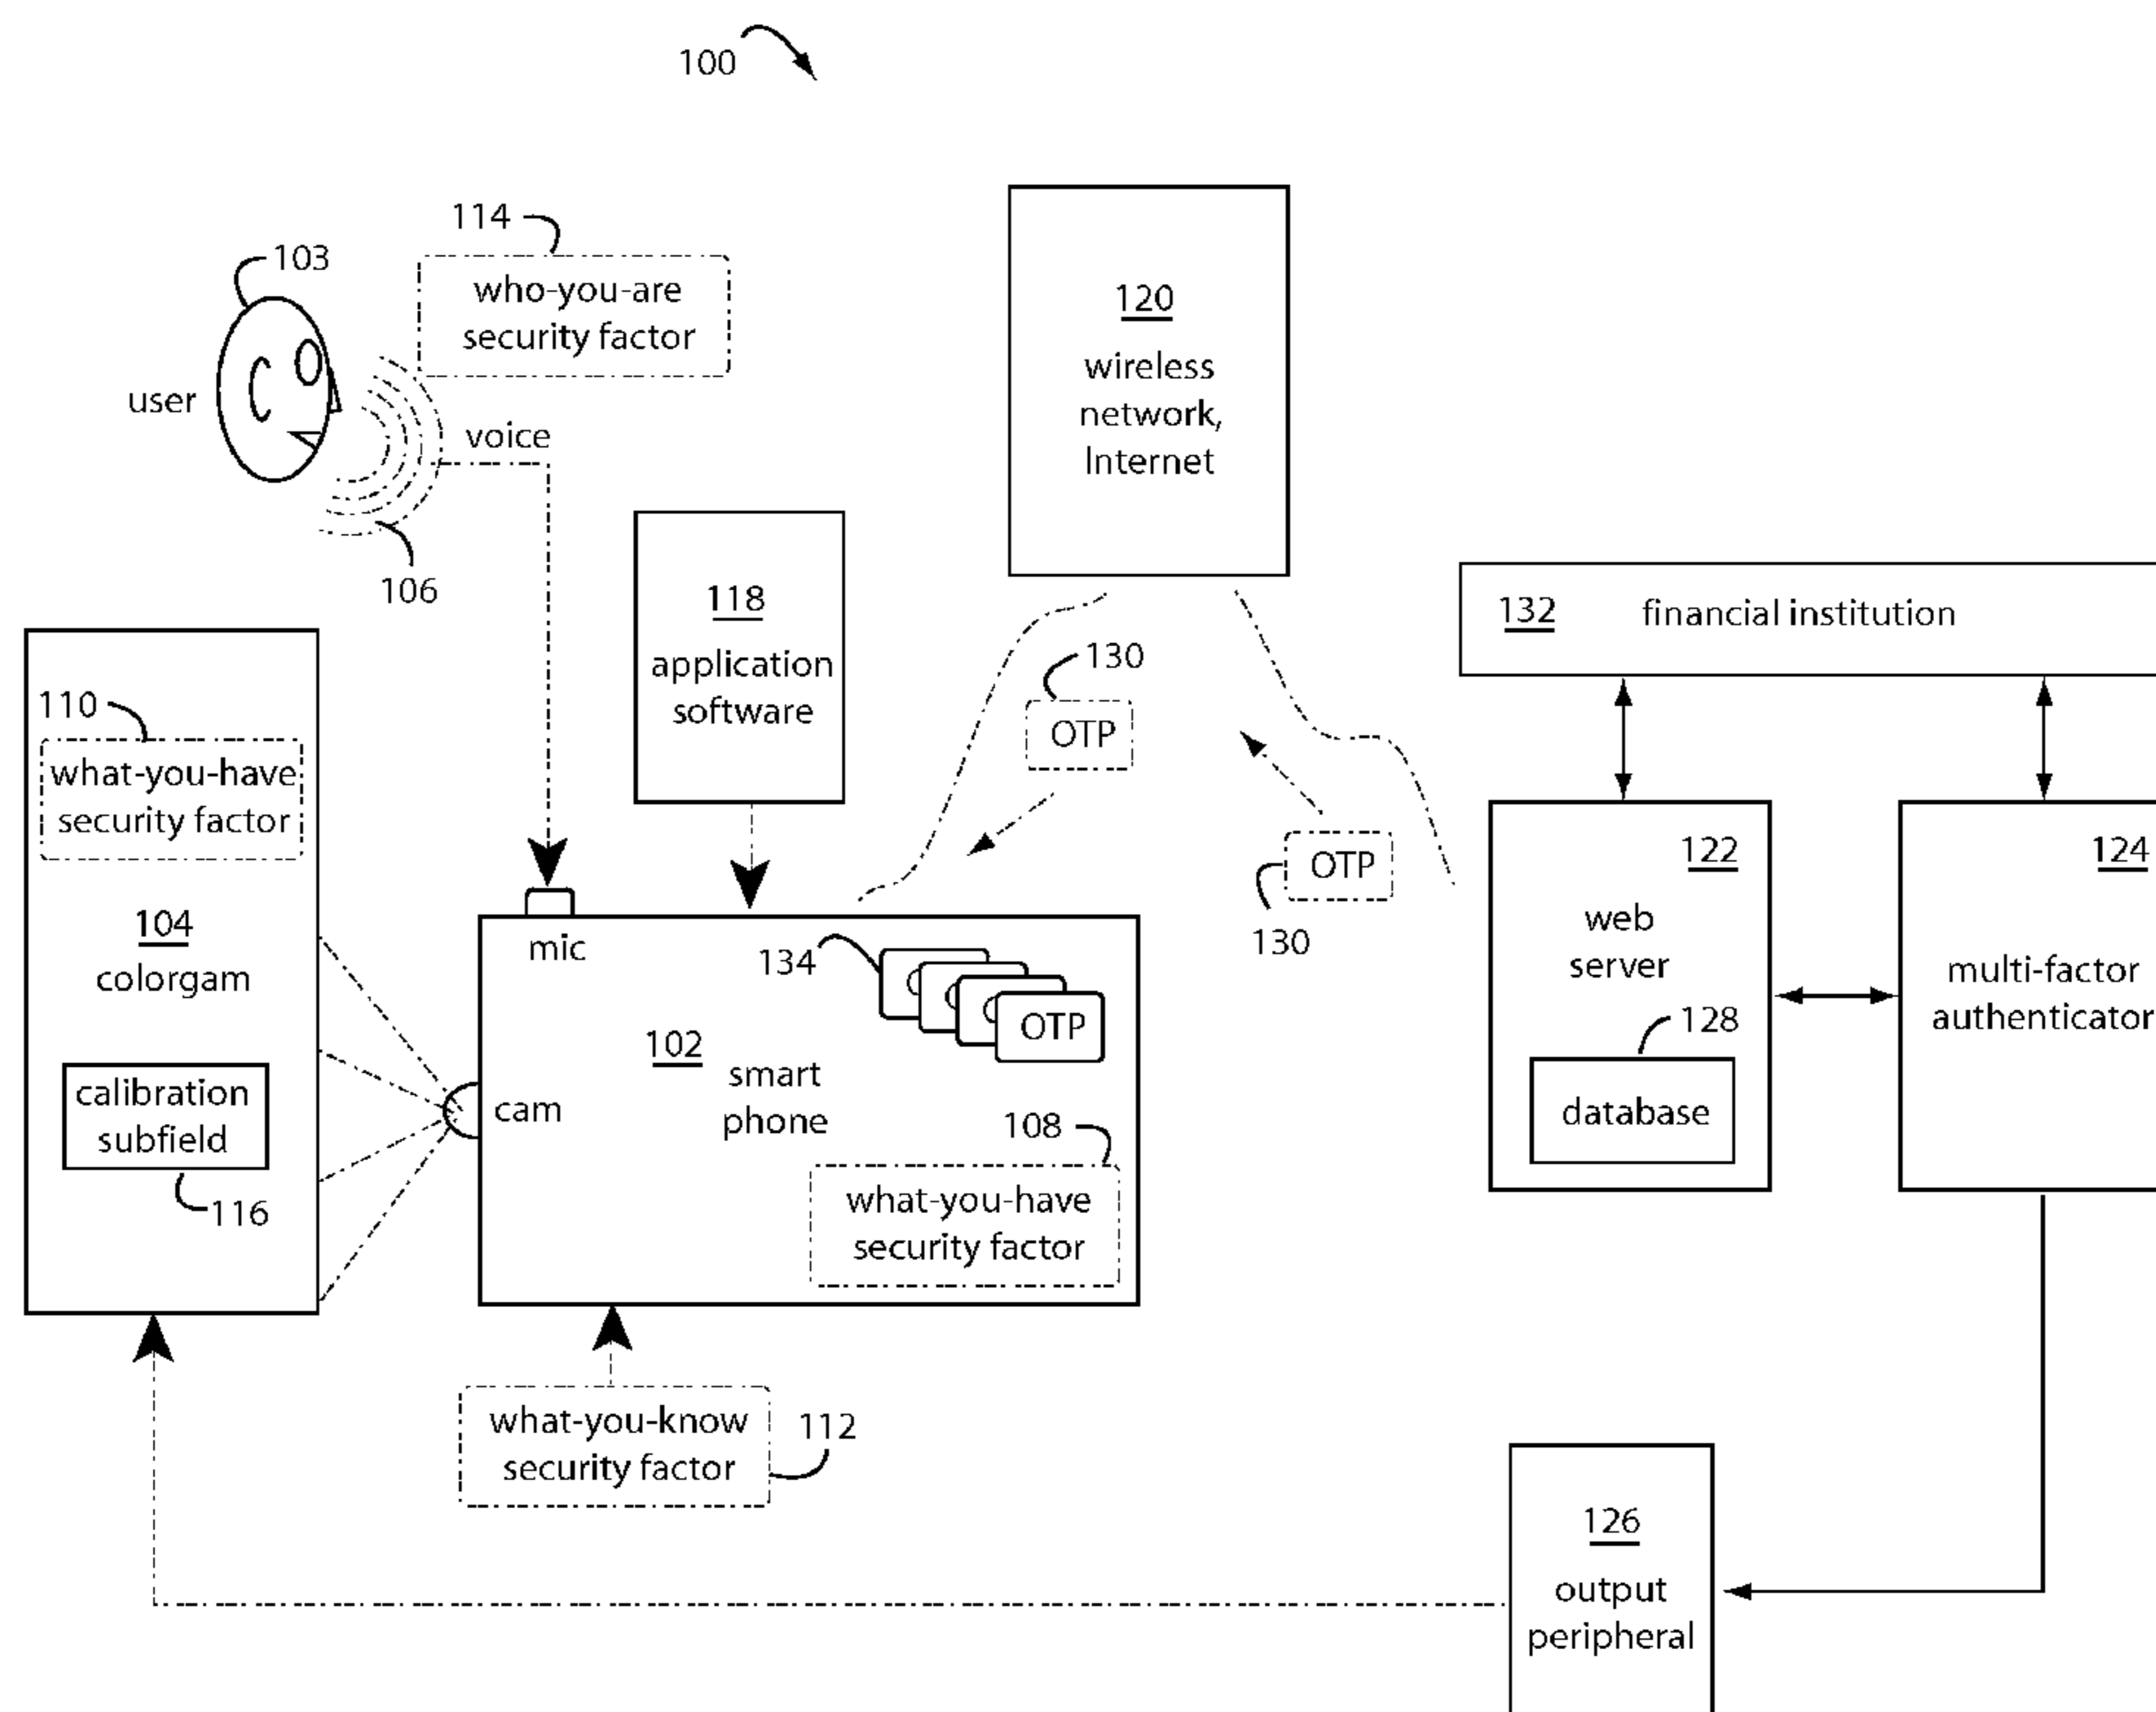 100
114
103
who-you-are
security factor
user
voice
106
120
wireless
network,
Internet
118
application
software
130
OTP
130
OTP
132 financial institution
110
what-you-have
security factor
104
colorgam
calibration
subfield
116
mic
134
OTP
102
smart
phone
cam
108
what-you-have
security factor
122
web
server
128
database
124
multi-factor
authenticator
what-you-know
security factor
112
126
output
peripheral